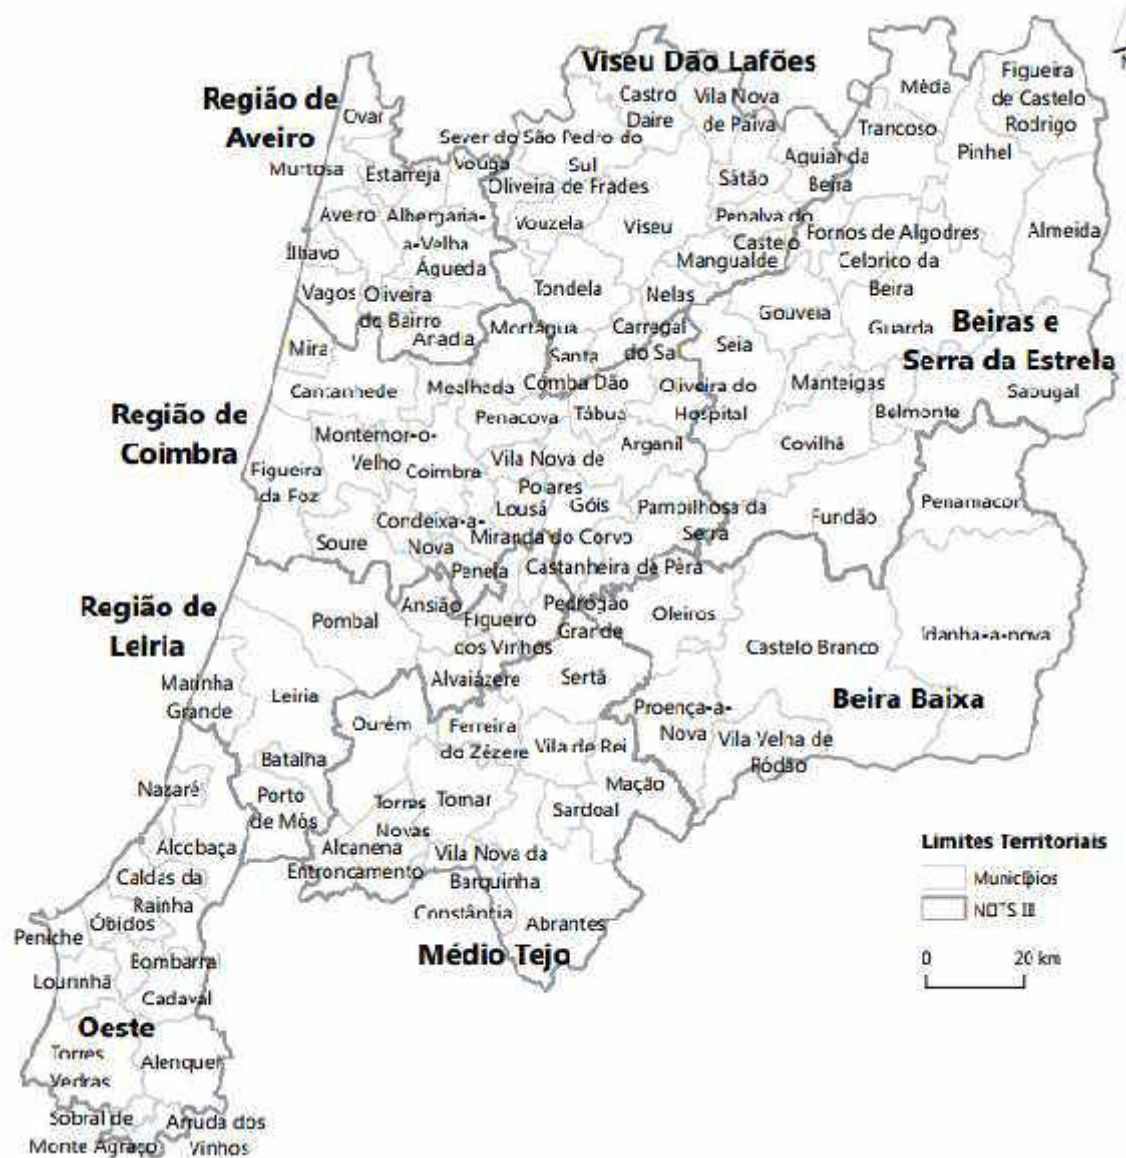 Viseu Dão Lafões
Região de
Aveiro
Ovar
Murtosa
Estarreja
Sever do
Vouga
São Pedro do
Sul
Castro
Daire
Vila Nova
de Paiva
Mêda
Figueira
de Castelo
Rodrigo
Trancoso
Pinhel
Aguiar da
Beira
Sátão
Oliveira de Frades
Aveiro
Albergaria-
a-Velha
Vouzela
Viseu
Penalva do
Castelo
Fornos de Algodres
Almeida
Ílhavo
Águeda
Mangualde
Celorico da
Beira
Vagos
Oliveira
do Bairro
Tondela
Nelas
Gouveia
Guarda
Beiras e
Serra da Estrela
Anadia
Mortágua
Carregal
do Sal
Santa
Comba Dão
Seia
Mira
Cantanhede
Mealhada
Oliveira do
Hospital
Manteigas
Sabugal
Região de
Coimbra
Penacova
Tábua
Belmonte
Montemor-o-
Velho
Coimbra
Arganil
Covilhã
Figueira
da Foz
Vila Nova de
Poiares
Lousã
Góis
Pampilhosa da
Serra
Fundão
Penamacor
Soure
Condeixa-a-
Nova
Miranda do Corvo
Penela
Castanheira de Pêra
Região de
Leiria
Pombal
Ansião
Figueiró
dos Vinhos
Pedrógão
Grande
Oleiros
Castelo Branco
Idanha-a-nova
Alvaiázere
Sertã
Beira Baixa
Marinha
Grande
Leiria
Ourém
Ferreira
do Zêzere
Vila de Rei
Proença-a-
Nova
Vila Velha de
Ródão
Batalha
Mação
Nazaré
Porto
de Mós
Torres
Novas
Tomar
Sardoal
Alcobaça
Alcanena
Entroncamento
Vila Nova da
Barquinha
Constância
Abrantes
Médio Tejo
Caldas da
Rainha
Óbidos
Peniche
Bombarral
Lourinhã
Cadaval
Oeste
Torres
Vedras
Alenquer
Sobral de
Monte Agraço
Arruda dos
Vinhos
Limites Territoriais
Municípios
NUTS III
0 20 km